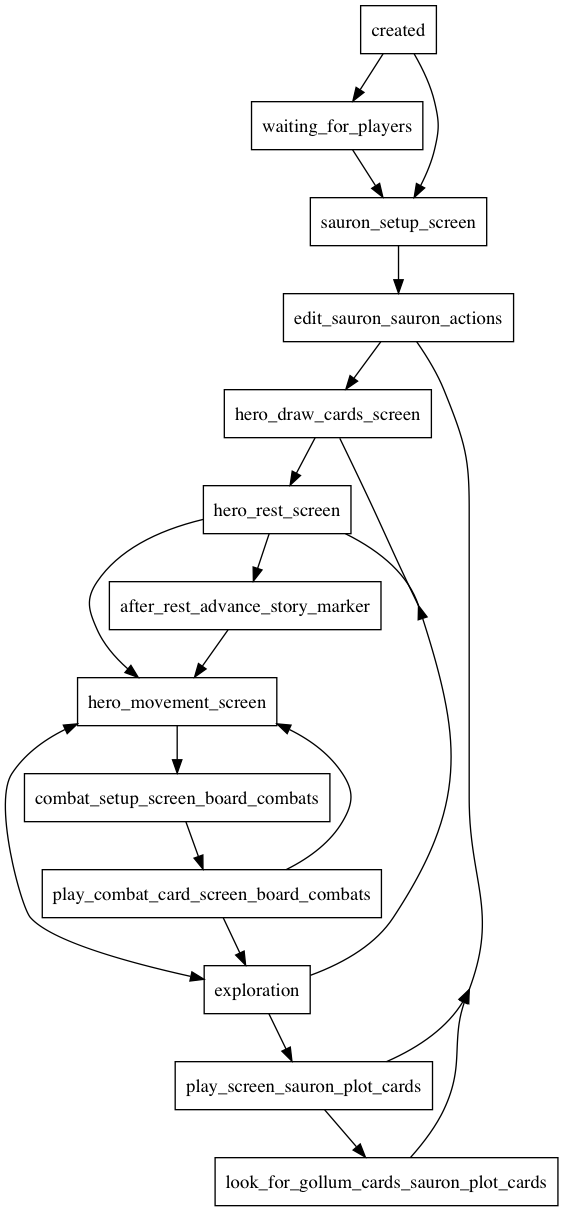 created
waiting_for_players
sauron_setup_screen
edit_sauron_sauron_actions
hero_draw_cards_screen
hero_rest_screen
after_rest_advance_story_marker
hero_movement_screen
combat_setup_screen_board_combats
play_combat_card_screen_board_combats
exploration
play_screen_sauron_plot_cards
look_for_gollum_cards_sauron_plot_cards